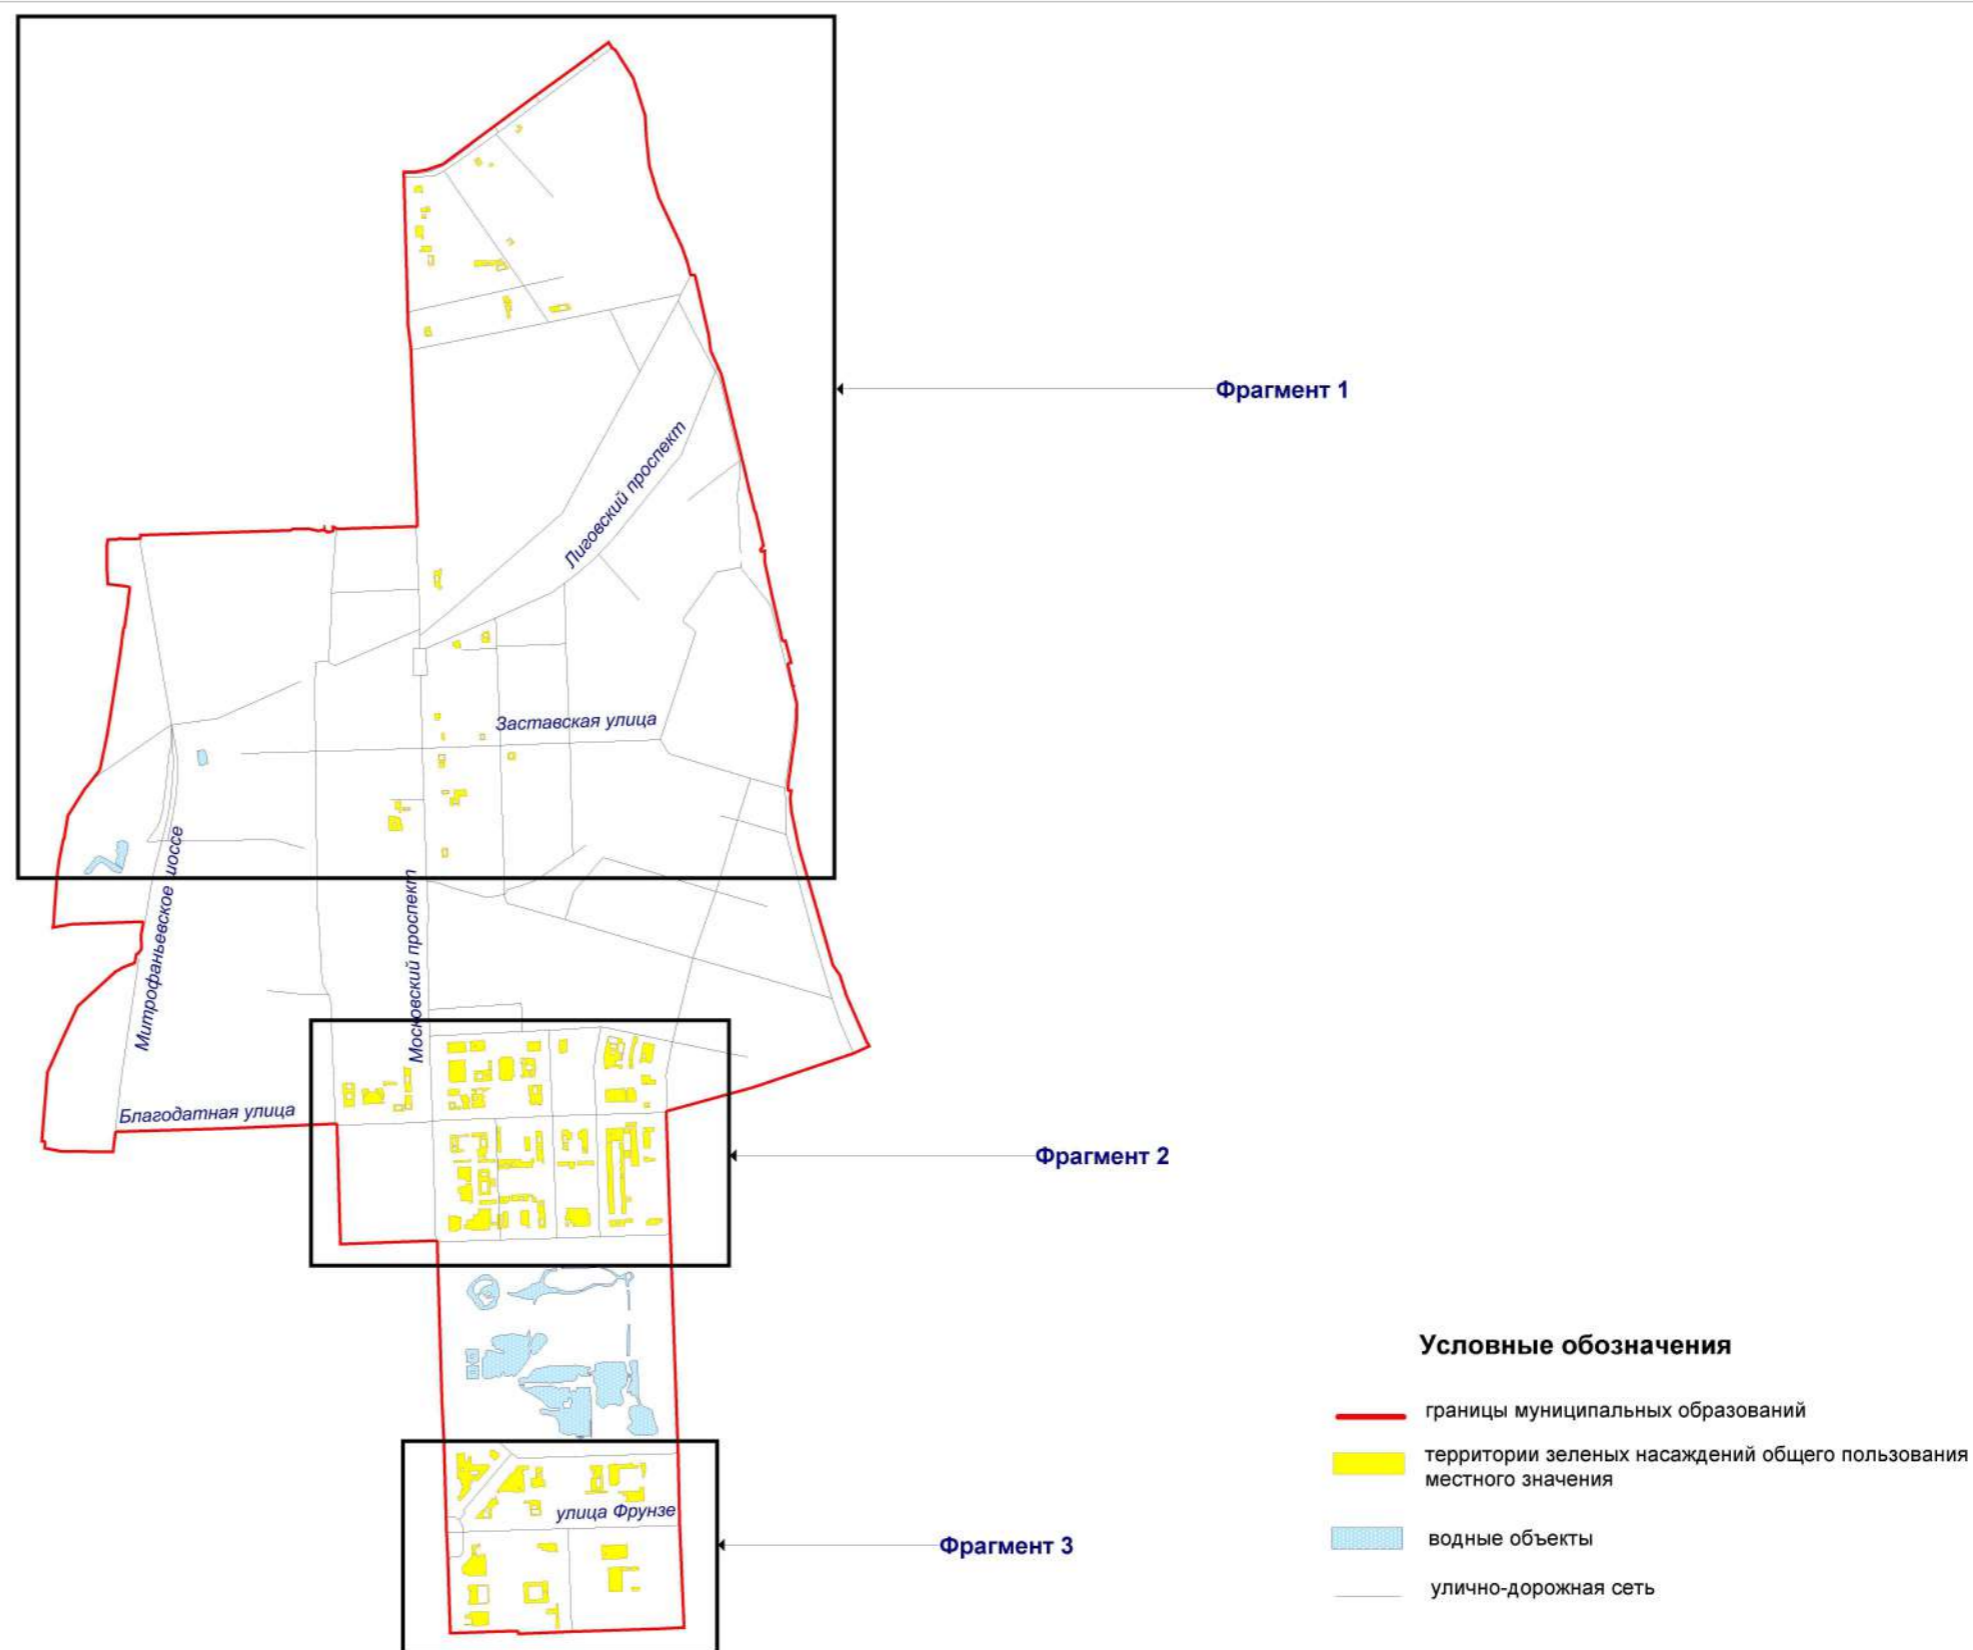 Фрагмент 1
Лиговский проспект
Заставская улица
Митрофаньевское шоссе
Московский проспект
Благодатная улица
Фрагмент 2
улица Фрунзе
Фрагмент 3
Условные обозначения
границы муниципальных образований
территории зеленых насаждений общего пользования
местного значения
водные объекты
улично-дорожная сеть